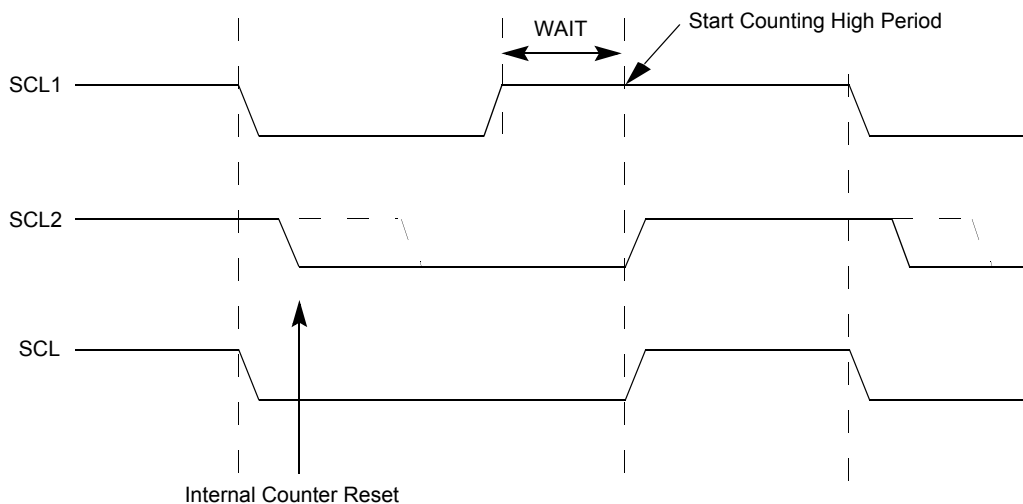 Start Counting High Period
WAIT
SCL1
SCL2
SCL
Internal Counter Reset